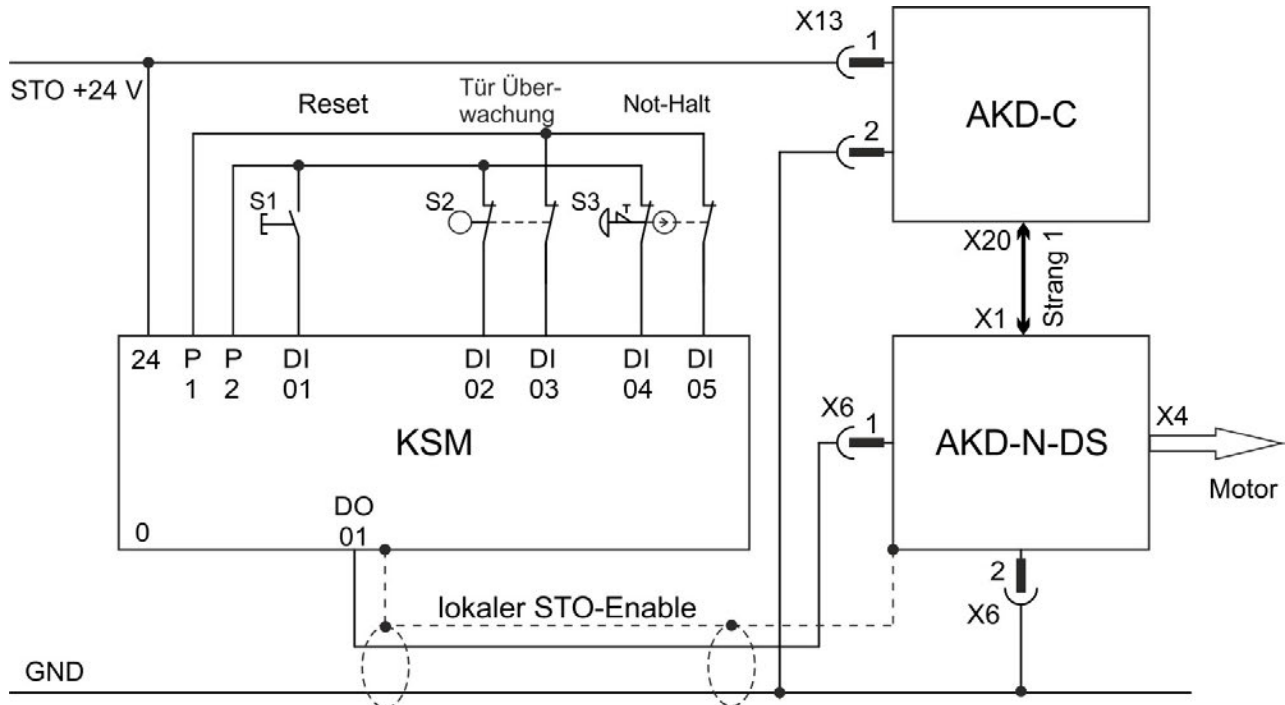 X13
1
STO +24 V
Reset
Tür Über-
wachung
Not-Halt
2
AKD-C
S1
S2
S3
X20
Strang 1
X1
24
P
1
P
2
DI
01
DI
02
DI
03
DI
04
DI
05
KSM
X6
1
AKD-N-DS
X4
Motor
0
DO
01
2
X6
lokaler STO-Enable
GND